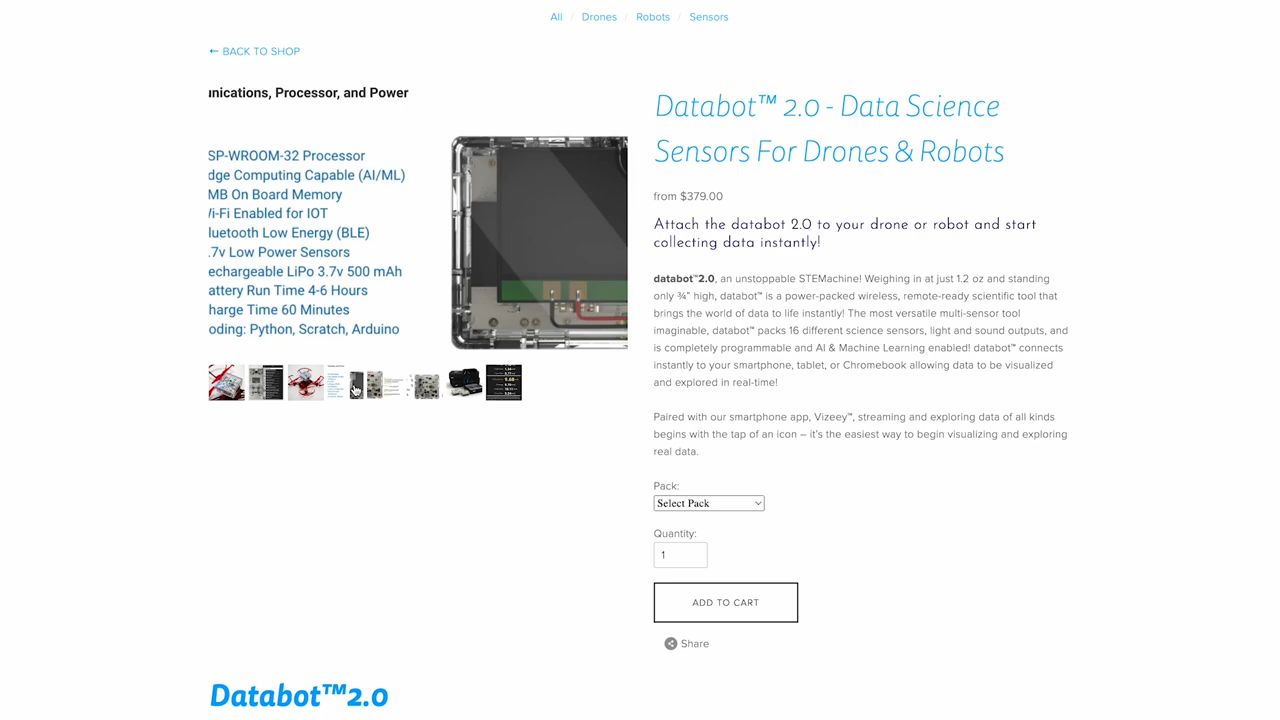 All / Drones / Robots / Sensors
← BACK TO SHOP
nications, Processor, and Power
SP-WROOM-32 Processor
dge Computing Capable (AI/ML)
MB On Board Memory
i-Fi Enabled for IOT
luetooth Low Energy (BLE)
.7v Low Power Sensors
echargeable LiPo 3.7v 500 mAh
attery Run Time 4-6 Hours
harge Time 60 Minutes
oding: Python, Scratch, Arduino
Databot™ 2.0 - Data Science
Sensors For Drones & Robots
from $379.00
Attach the databot 2.0 to your drone or robot and start
collecting data instantly!
databot™2.0, an unstoppable STEMachine! Weighing in at just 1.2 oz and standing
only ¾” high, databot™ is a power-packed wireless, remote-ready scientific tool that
brings the world of data to life instantly! The most versatile multi-sensor tool
imaginable, databot™ packs 16 different science sensors, light and sound outputs, and
is completely programmable and AI & Machine Learning enabled! databot™ connects
instantly to your smartphone, tablet, or Chromebook allowing data to be visualized
and explored in real-time!
Paired with our smartphone app, Vizeey™, streaming and exploring data of all kinds
begins with the tap of an icon – it’s the easiest way to begin visualizing and exploring
real data.
Pack:
Select Pack
Quantity:
1
ADD TO CART
Share
Databot™2.0